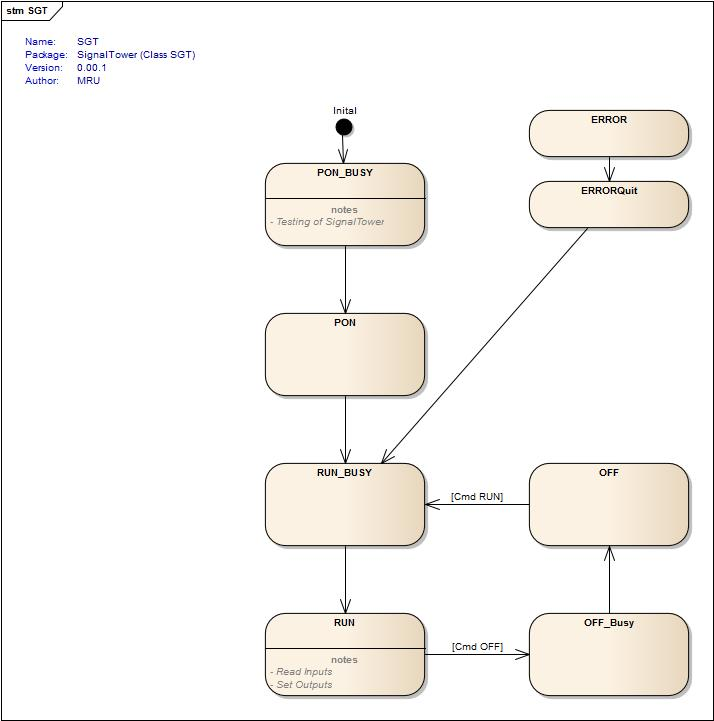 stm SGT
Name: SGT
Package: SignalTower (Class SGT)
Version: 0.00.1
Author: MRU
Inital
ERROR
PON_BUSY
notes
- Testing of SignalTower
ERRORQuit
PON
RUN_BUSY
[Cmd RUN]
OFF
RUN
notes
- Read Inputs
- Set Outputs
[Cmd OFF]
OFF_Busy